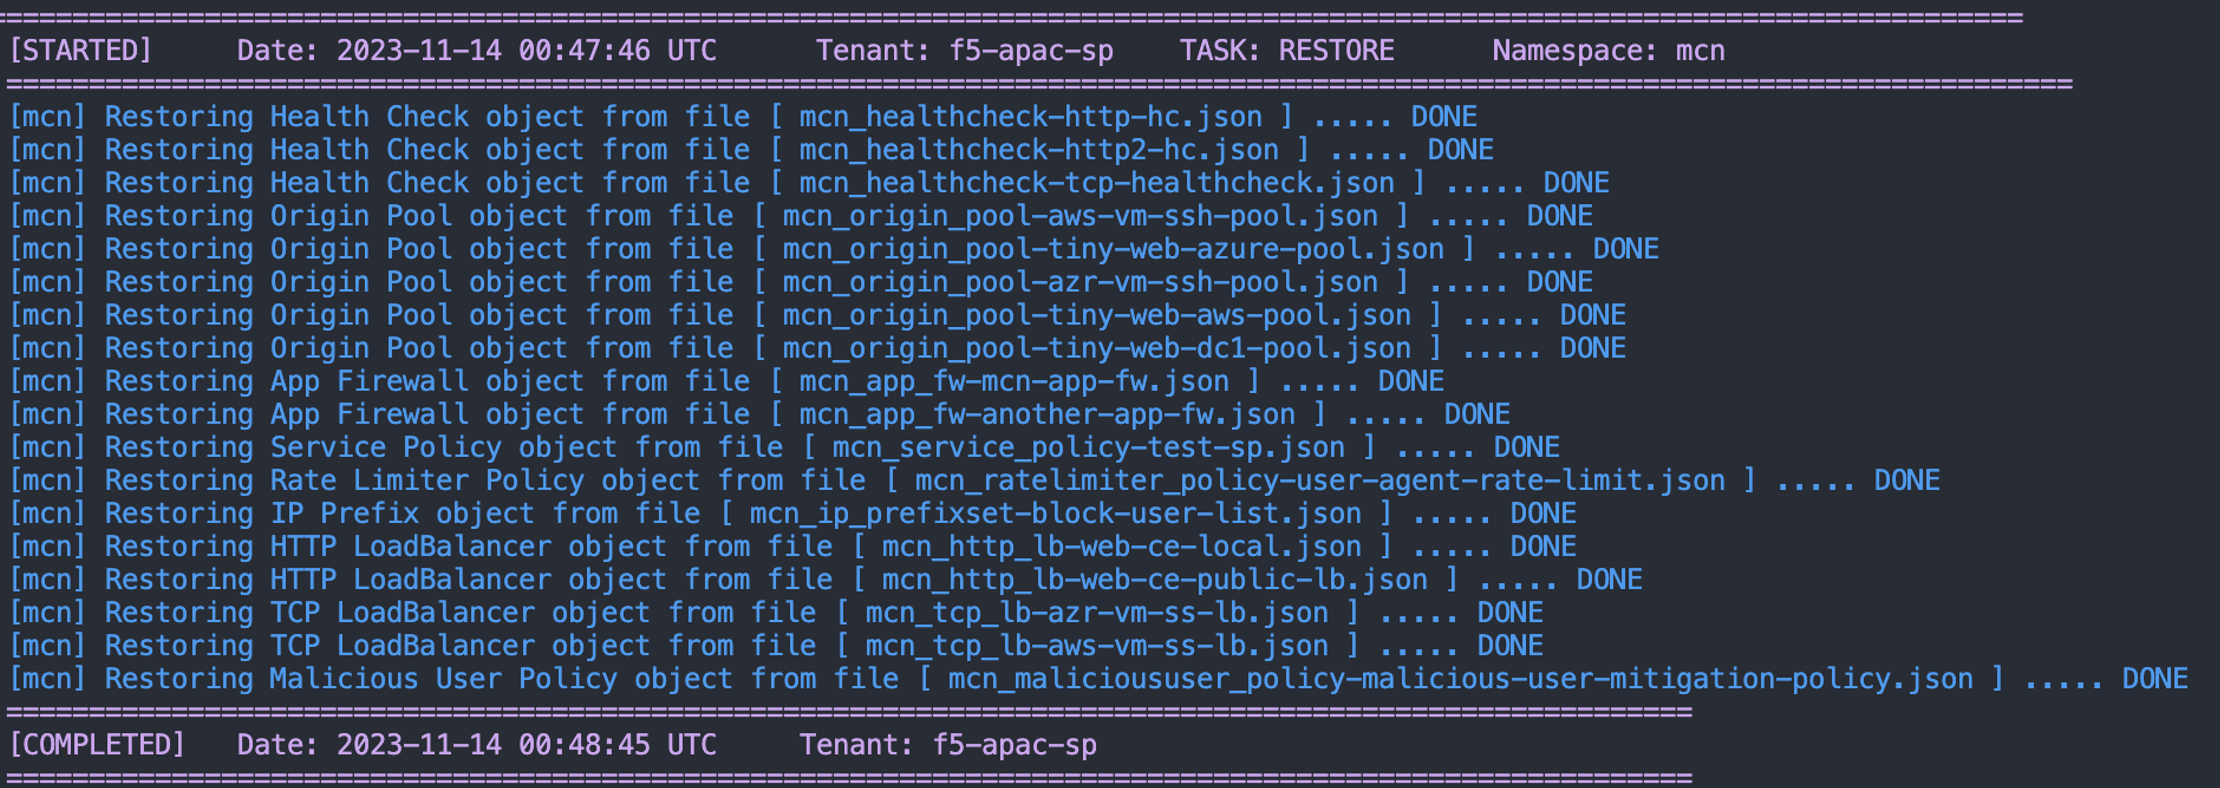 ===========================================================================================================================
[STARTED]     Date: 2023-11-14 00:47:46 UTC      Tenant: f5-apac-sp    TASK: RESTORE      Namespace: mcn
=============================================================================================================================
[mcn] Restoring Health Check object from file [ mcn_healthcheck-http-hc.json ] ..... DONE
[mcn] Restoring Health Check object from file [ mcn_healthcheck-http2-hc.json ] ..... DONE
[mcn] Restoring Health Check object from file [ mcn_healthcheck-tcp-healthcheck.json ] ..... DONE
[mcn] Restoring Origin Pool object from file [ mcn_origin_pool-aws-vm-ssh-pool.json ] ..... DONE
[mcn] Restoring Origin Pool object from file [ mcn_origin_pool-tiny-web-azure-pool.json ] ..... DONE
[mcn] Restoring Origin Pool object from file [ mcn_origin_pool-azr-vm-ssh-pool.json ] ..... DONE
[mcn] Restoring Origin Pool object from file [ mcn_origin_pool-tiny-web-aws-pool.json ] ..... DONE
[mcn] Restoring Origin Pool object from file [ mcn_origin_pool-tiny-web-dc1-pool.json ] ..... DONE
[mcn] Restoring App Firewall object from file [ mcn_app_fw-mcn-app-fw.json ] ..... DONE
[mcn] Restoring App Firewall object from file [ mcn_app_fw-another-app-fw.json ] ..... DONE
[mcn] Restoring Service Policy object from file [ mcn_service_policy-test-sp.json ] ..... DONE
[mcn] Restoring Rate Limiter Policy object from file [ mcn_ratelimiter_policy-user-agent-rate-limit.json ] ..... DONE
[mcn] Restoring IP Prefix object from file [ mcn_ip_prefixset-block-user-list.json ] ..... DONE
[mcn] Restoring HTTP LoadBalancer object from file [ mcn_http_lb-web-ce-local.json ] ..... DONE
[mcn] Restoring HTTP LoadBalancer object from file [ mcn_http_lb-web-ce-public-lb.json ] ..... DONE
[mcn] Restoring TCP LoadBalancer object from file [ mcn_tcp_lb-azr-vm-ss-lb.json ] ..... DONE
[mcn] Restoring TCP LoadBalancer object from file [ mcn_tcp_lb-aws-vm-ss-lb.json ] ..... DONE
[mcn] Restoring Malicious User Policy object from file [ mcn_malicioususer_policy-malicious-user-mitigation-policy.json ] ..... DONE
======================================================================================================
[COMPLETED]   Date: 2023-11-14 00:48:45 UTC     Tenant: f5-apac-sp
======================================================================================================